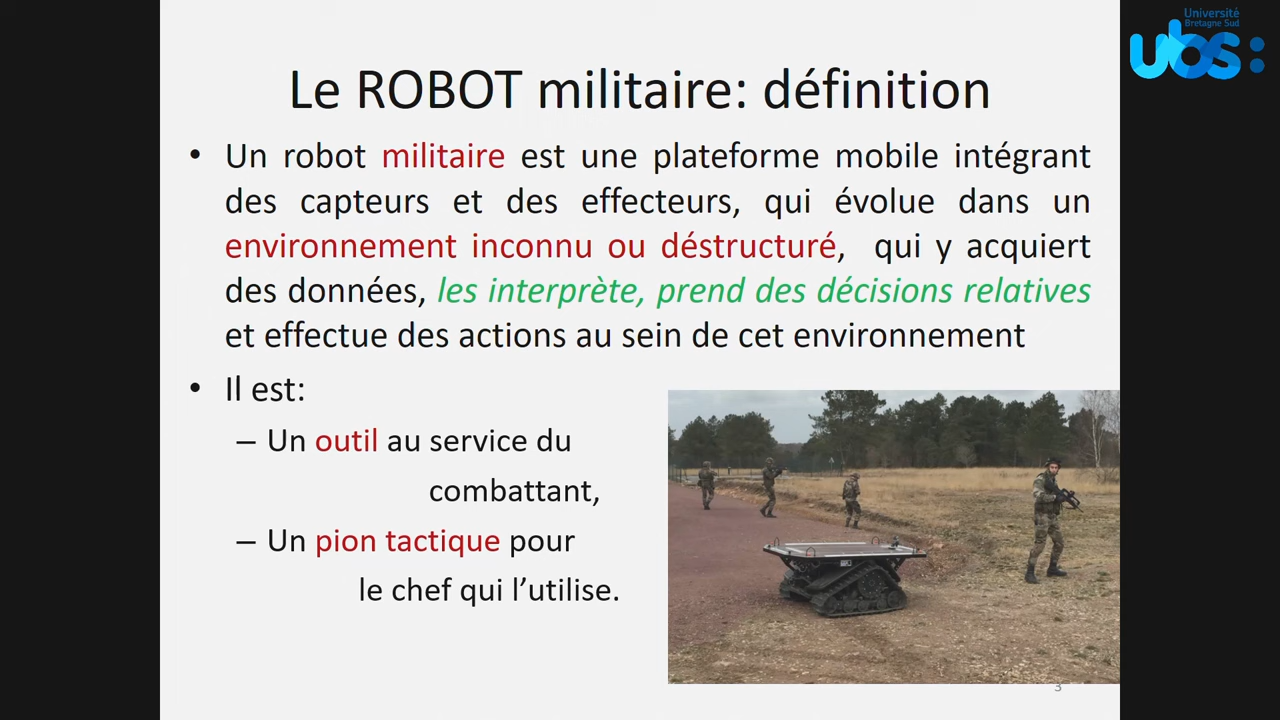 Université
Bretagne Sud
ubs:
Le ROBOT militaire: définition
• Un robot militaire est une plateforme mobile intégrant
des capteurs et des effecteurs, qui évolue dans un
environnement inconnu ou déstructuré, qui y acquiert
des données, les interprète, prend des décisions relatives
et effectue des actions au sein de cet environnement
• Il est:
– Un outil au service du
combattant,
– Un pion tactique pour
le chef qui l’utilise.
3